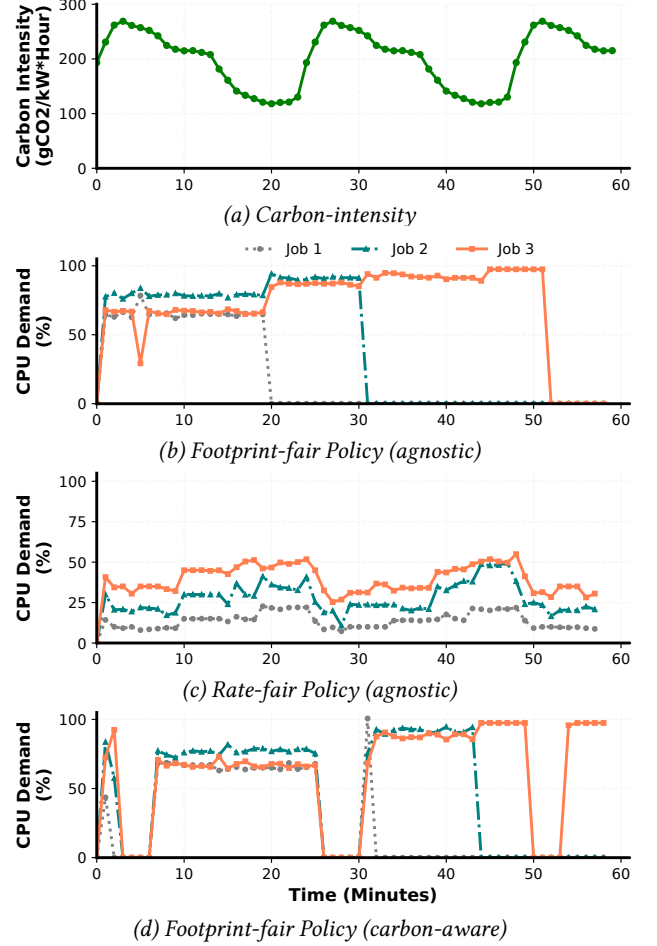 300
200
100
0
Carbon Intensity
(gCO2/kW*Hour)
0 10 20 30 40 50 60
(a) Carbon-intensity
Job 1 Job 2 Job 3
100
50
0
CPU Demand
(%)
0 10 20 30 40 50 60
(b) Footprint-fair Policy (agnostic)
100
75
50
25
0
CPU Demand
(%)
0 10 20 30 40 50 60
(c) Rate-fair Policy (agnostic)
100
50
0
CPU Demand
(%)
0 10 20 30 40 50 60
Time (Minutes)
(d) Footprint-fair Policy (carbon-aware)